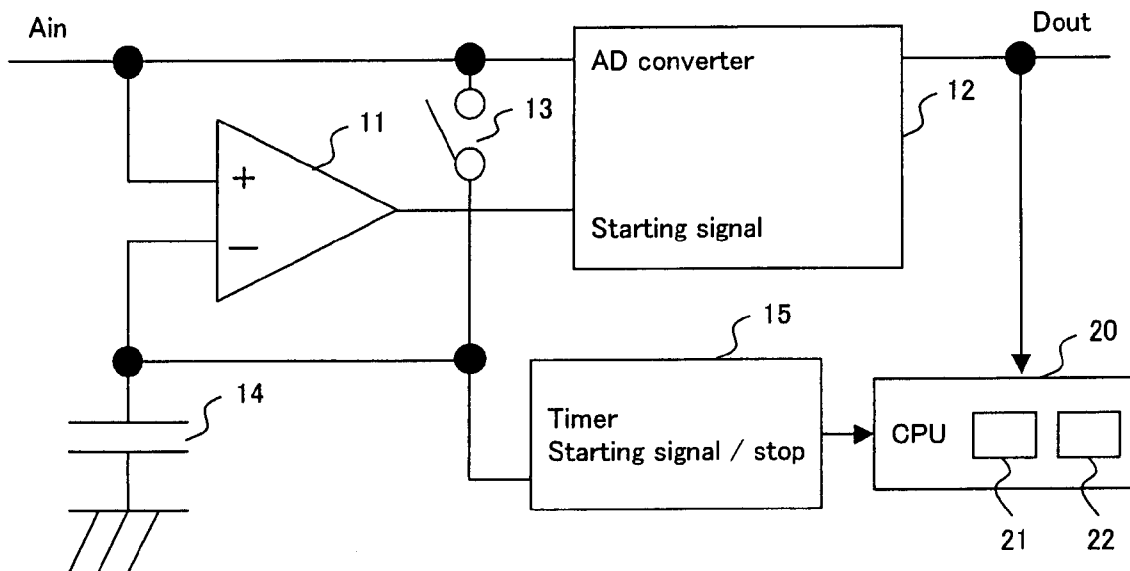 Ain
Dout
AD converter
12
13
11
+
−
Starting signal
15
20
14
Timer
Starting signal / stop
CPU
21
22